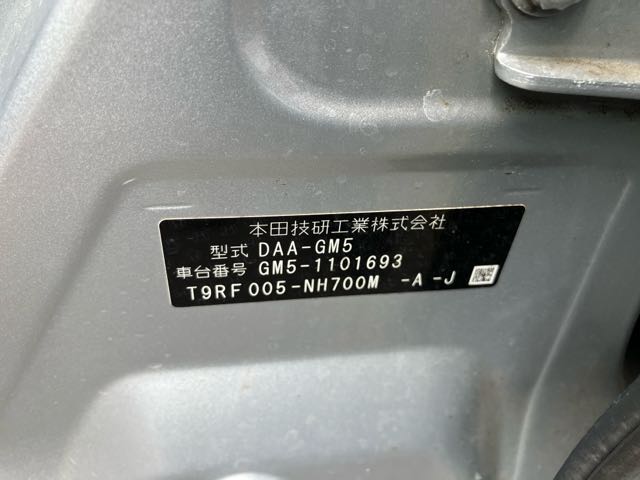 本田技研工業株式会社
型式 DAA-GM5
車台番号 GM5-1101693
T9RF005-NH700M -A -J